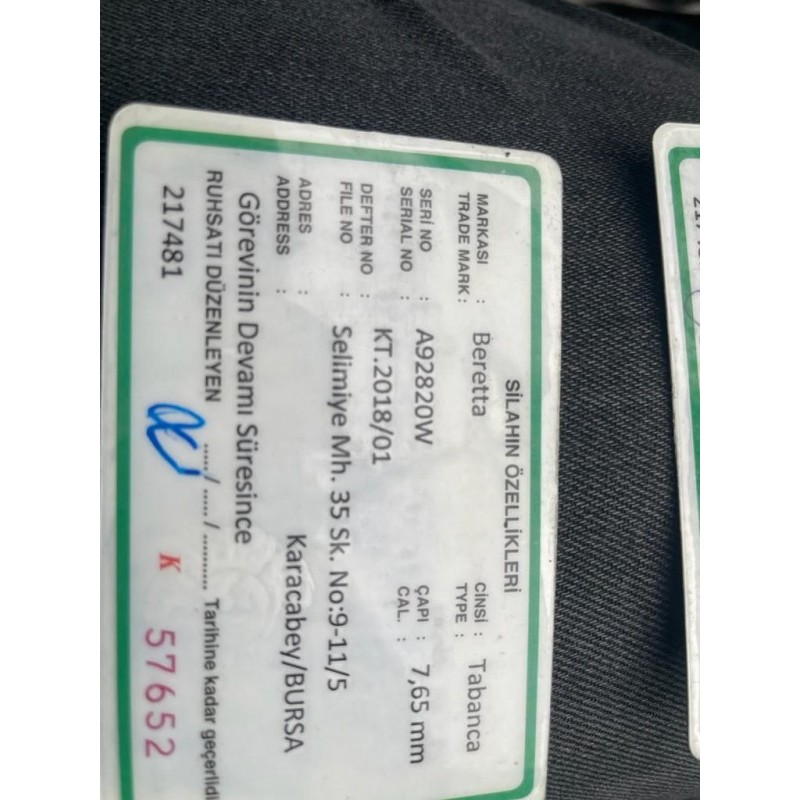 SİLAHIN ÖZELLİKLERİ
MARKASI : Beretta CİNSİ : Tabanca
TRADE MARK : TYPE :
SERİ NO : A92820W ÇAPI : 7,65 mm
SERIAL NO : CAL. :
DEFTER NO : KT.2018/01
FILE NO :
ADRES : Selimiye Mh. 35 Sk. No:9-11/5
ADDRESS : Karacabey/BURSA
Görevinin Devamı Süresince
RUHSATI DÜZENLEYEN ..... / ..... / .......... Tarihine kadar geçerlidi
217481 K 57652